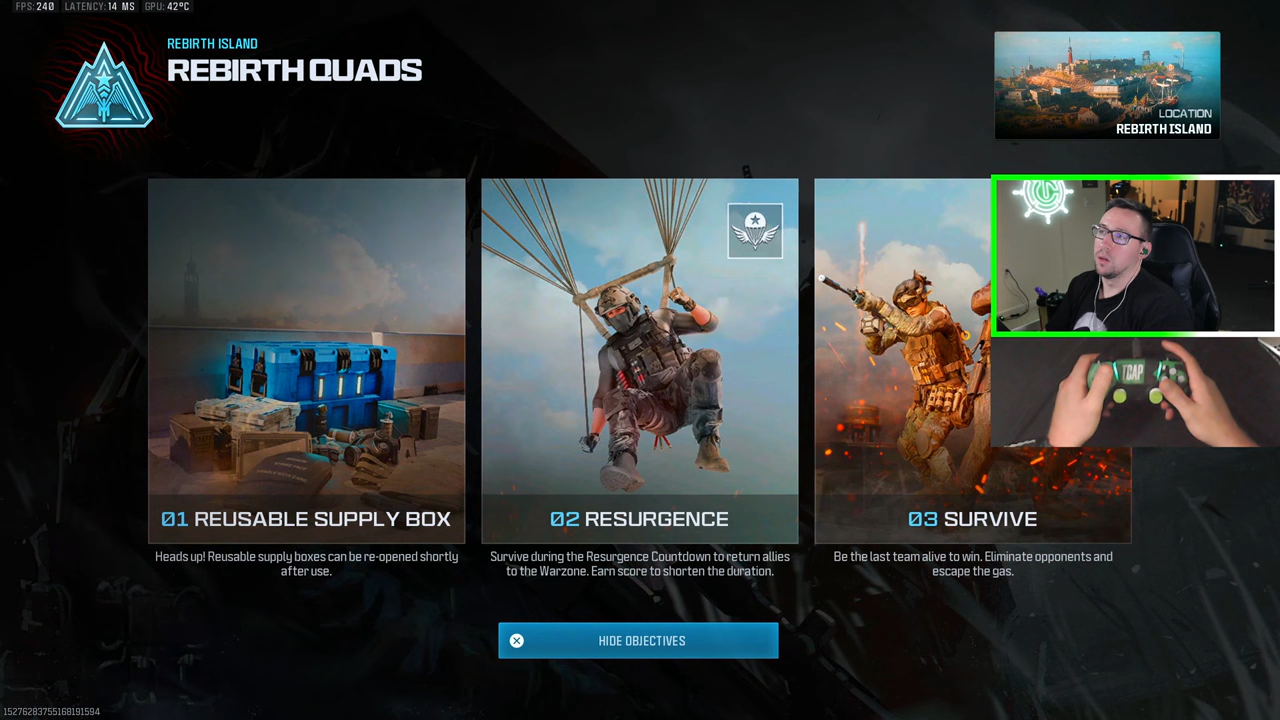 FPS: 240 LATENCY: 14 MS GPU: 42ºC
REBIRTH ISLAND
REBIRTH QUADS
LOCATION
REBIRTH ISLAND
TCAP
01 REUSABLE SUPPLY BOX
02 RESURGENCE
03 SURVIVE
Heads up! Reusable supply boxes can be re-opened shortly
after use.
Survive during the Resurgence Countdown to return allies
to the Warzone. Earn score to shorten the duration.
Be the last team alive to win. Eliminate opponents and
escape the gas.
HIDE OBJECTIVES
15276283755168191594